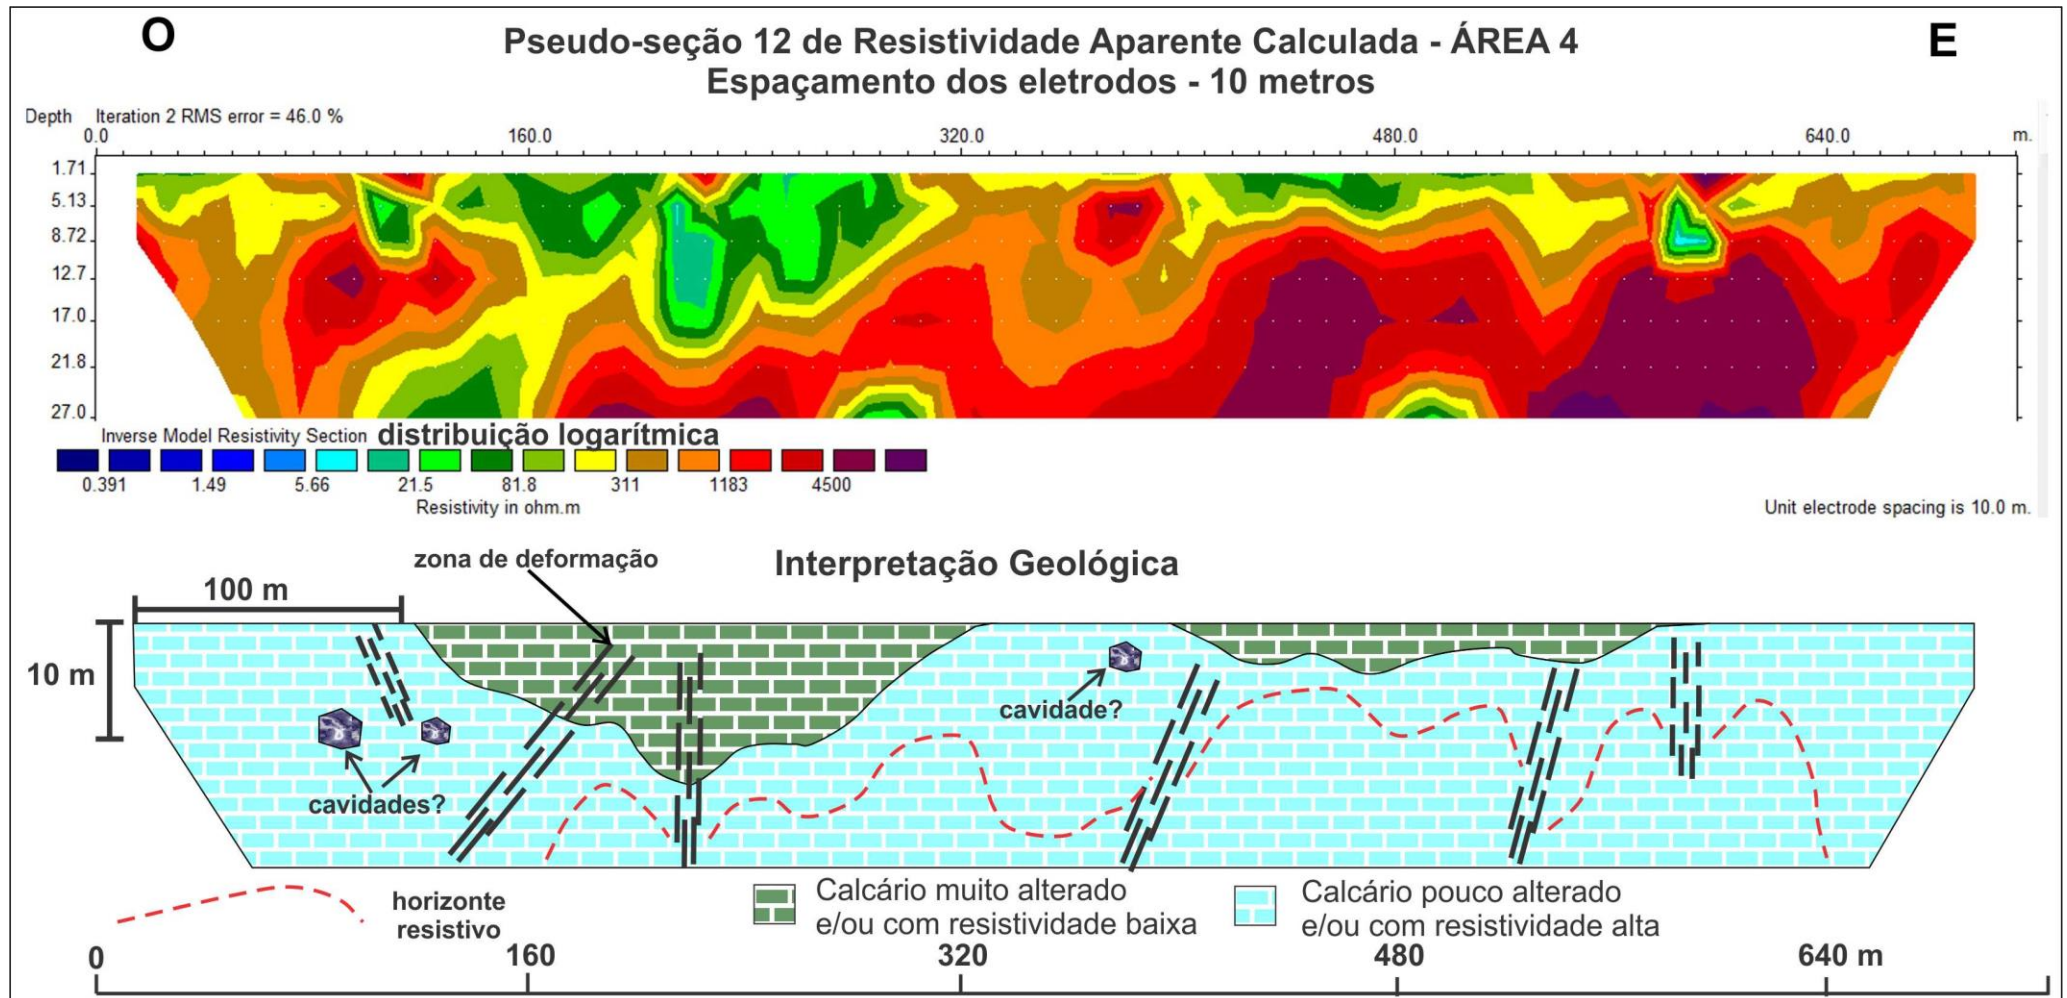 O
E
Pseudo-seção 12 de Resistividade Aparente Calculada - ÁREA 4
Espaçamento dos eletrodos - 10 metros
Depth Iteration 2 RMS error = 46.0 %
0.0 160.0 320.0 480.0 640.0 m.
1.71
5.13
8.72
12.7
17.0
21.8
27.0
Inverse Model Resistivity Section distribuição logarítmica
0.391 1.49 5.66 21.5 81.8 311 1183 4500
Resistivity in ohm.m
Unit electrode spacing is 10.0 m.
zona de deformação
Interpretação Geológica
100 m
10 m
cavidade?
cavidades?
horizonte
resistivo
Calcário muito alterado
e/ou com resistividade baixa
Calcário pouco alterado
e/ou com resistividade alta
0 160 320 480 640 m